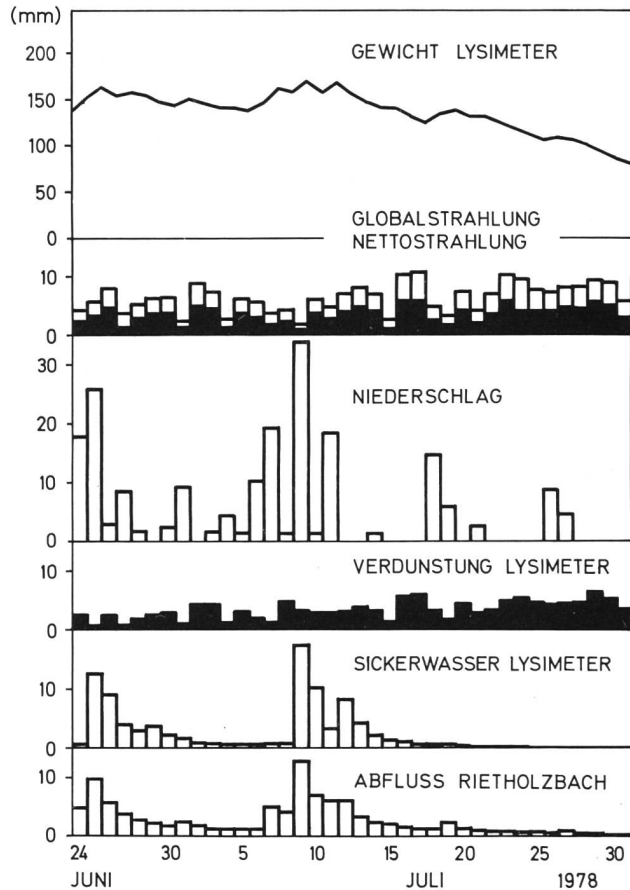 (mm)
GEWICHT LYSIMETER
200
150
100
50
0
GLOBALSTRAHLUNG
NETTOSTRAHLUNG
10
0
30
NIEDERSCHLAG
20
10
0
VERDUNSTUNG LYSIMETER
10
0
SICKERWASSER LYSIMETER
10
0
ABFLUSS RIETHOLZBACH
10
0
24 30 5 10 15 20 25 30
JUNI JULI 1978